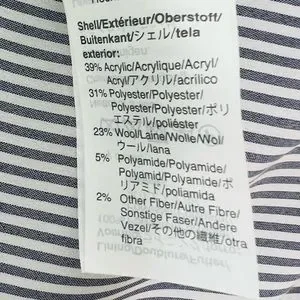 Shell/Extérieur/Oberstoff/
Buitenkant/シェル/tela
exterior:
39% Acrylic/Acrylique/Acryl/
Acryl/アクリル/acrílico
31% Polyester/Polyester/
Polyester/Polyester/ポリ
エステル/poliéster
23% Wool/Laine/Wolle/Wol/
ウール/lana
5% Polyamide/Polyamide/
Polyamid/Polyamide/ポ
リアミド/poliamida
2% Other Fiber/Autre Fibre/
Sonstige Faser/Andere
Vezel/その他の繊維/otra
fibra